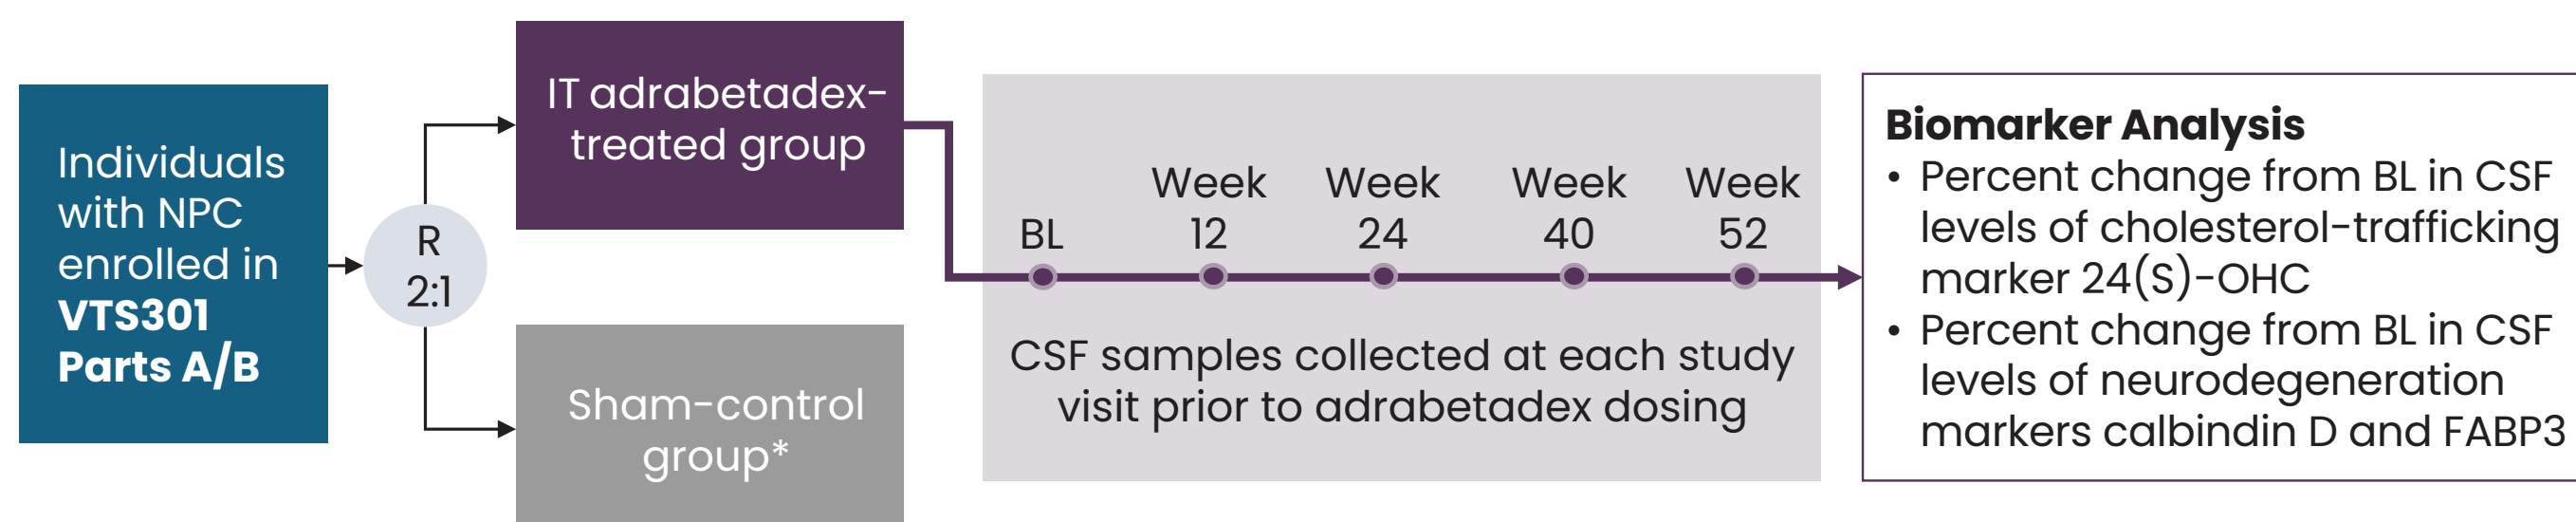 Individuals
with NPC
enrolled in
VTS301
Parts A/B
R
2:1
IT adrabetadex-
treated group
Sham-control
group*
BL
Week
12
Week
24
Week
40
Week
52
CSF samples collected at each study
visit prior to adrabetadex dosing
Biomarker Analysis
• Percent change from BL in CSF
levels of cholesterol-trafficking
marker 24(S)-OHC
• Percent change from BL in CSF
levels of neurodegeneration
markers calbindin D and FABP3